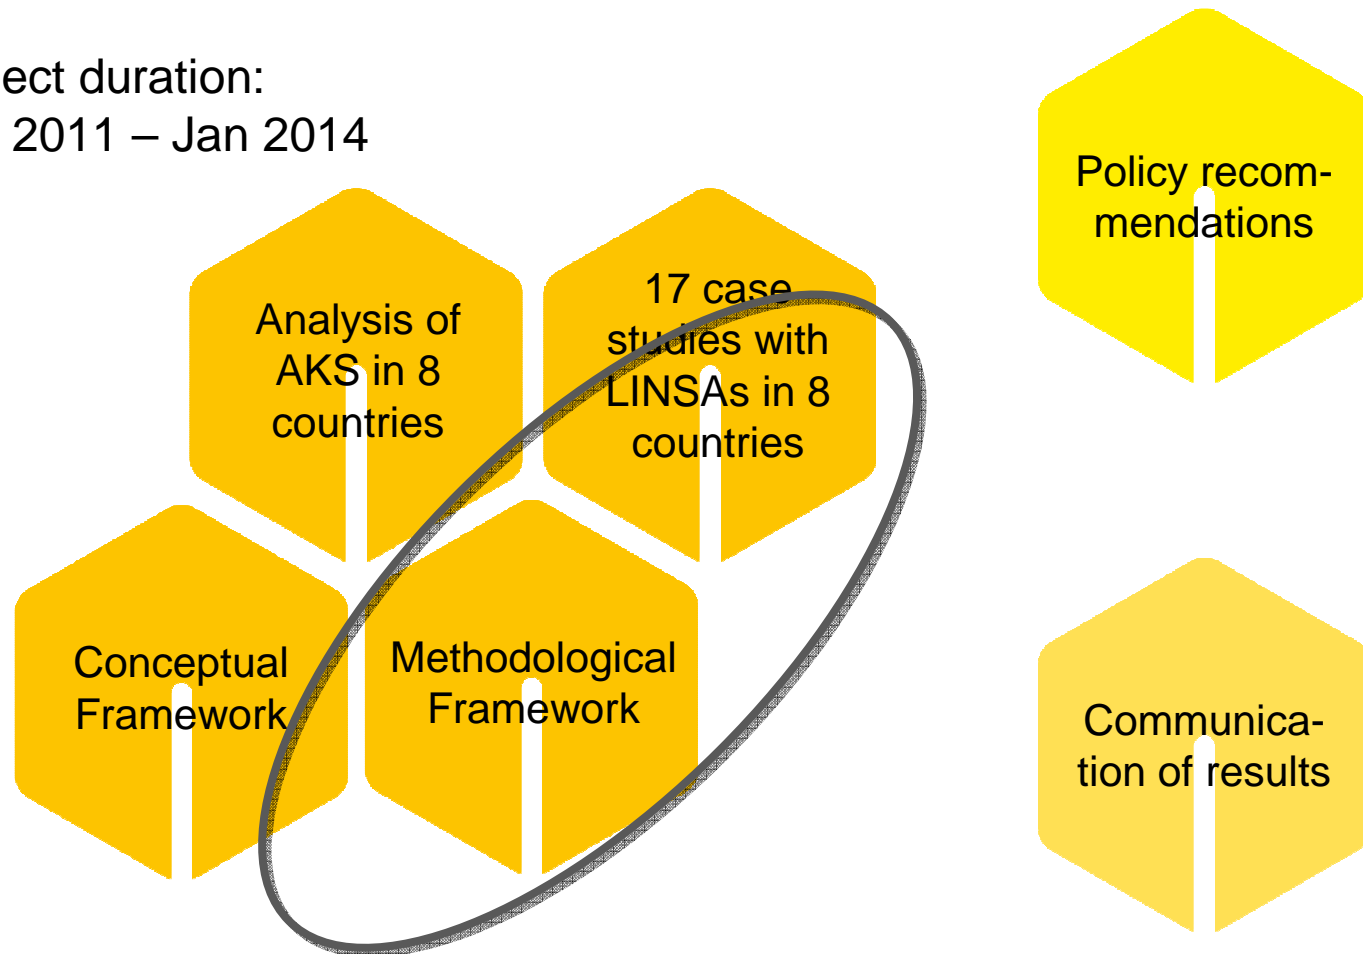 ect duration:
2011 – Jan 2014
Policy recom-
mendations
Analysis of
AKS in 8
countries
17 case
studies with
LINSAs in 8
countries
Conceptual
Framework
Methodological
Framework
Communica-
tion of results